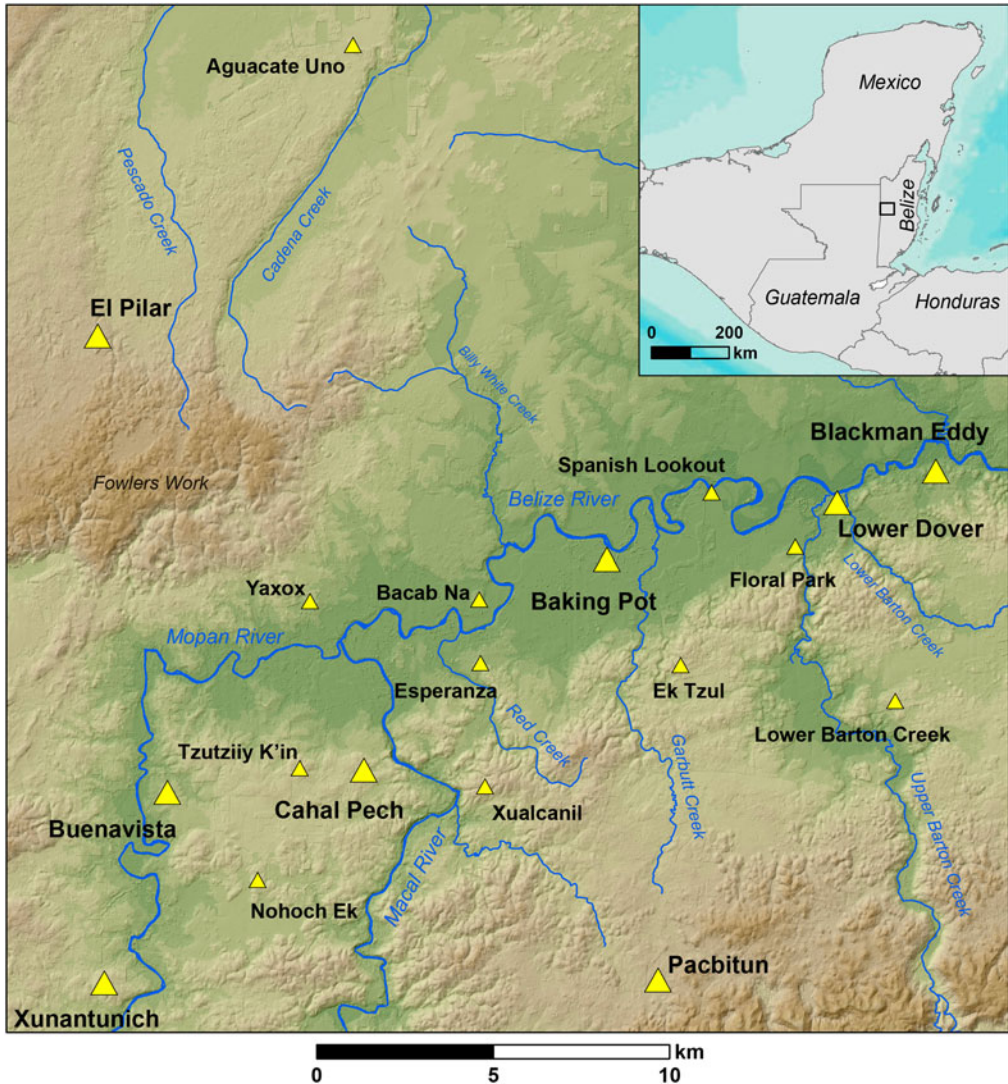 Aguacate Uno
Mexico
Pescado Creek
Cadena Creek
Belize
El Pilar
Guatemala
Honduras
0 200
km
Billy White Creek
Blackman Eddy
Spanish Lookout
Fowlers Work
Belize River
Lower Dover
Floral Park
Lower Barton Creek
Yaxox
Bacab Na
Baking Pot
Mopan River
Esperanza
Ek Tzul
Red Creek
Lower Barton Creek
Tzutziiy K'in
Garbutt Creek
Cahal Pech
Xualcanil
Buenavista
Upper Barton Creek
Macal River
Nohoch Ek
Pacbitun
Xunantunich
km
0 5 10